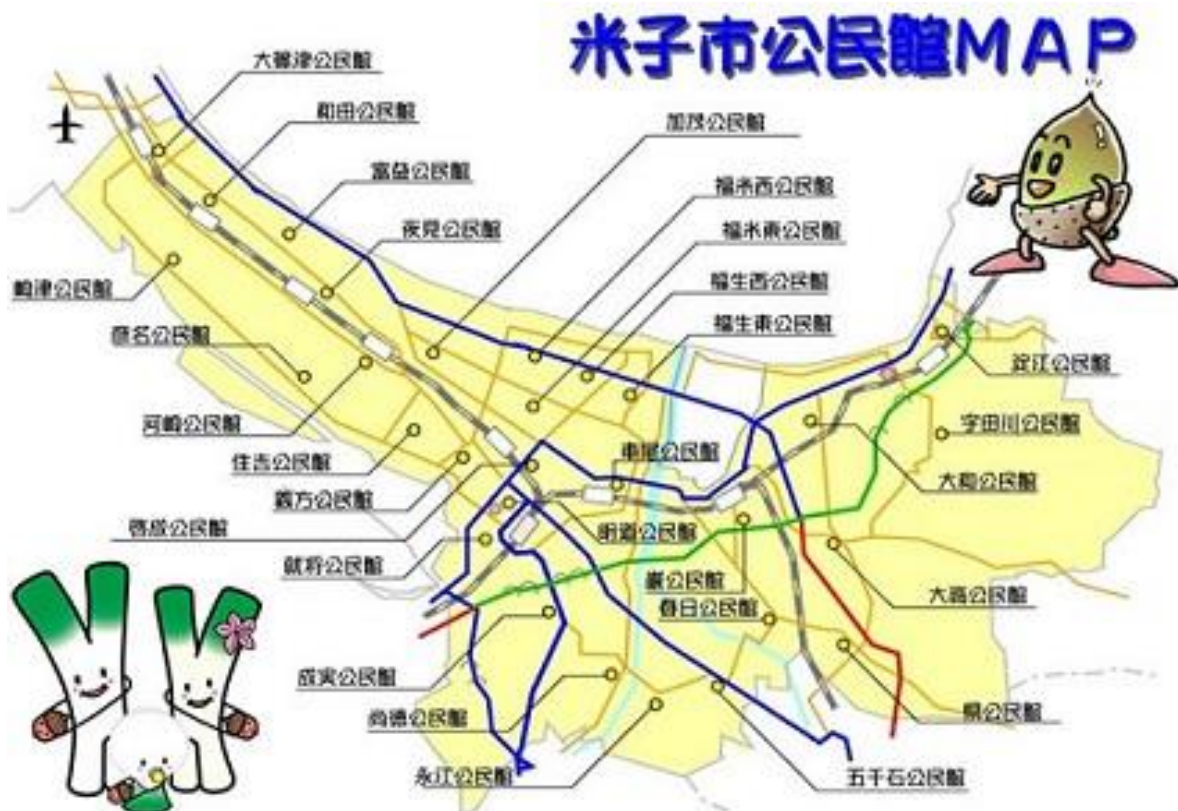 米子市公民館MAP
大篠津公民館
和田公民館
加茂公民館
富益公民館
福米西公民館
夜見公民館
福米東公民館
崎津公民館
福生西公民館
彦名公民館
福生東公民館
淀江公民館
河崎公民館
宇田川公民館
住吉公民館
車尾公民館
大和公民館
義方公民館
啓成公民館
明道公民館
就将公民館
巌公民館
大高公民館
春日公民館
成実公民館
尚徳公民館
県公民館
永江公民館
五千石公民館